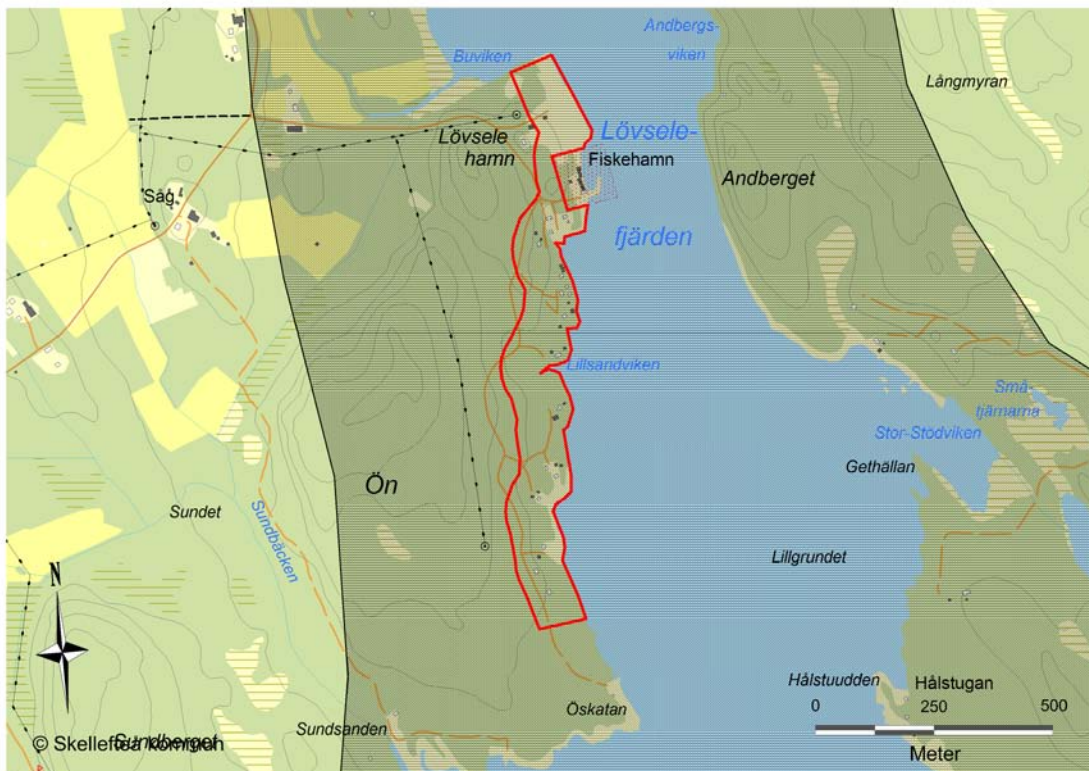 Andbergs-
viken
Buviken
Långmyran
Lövsele
hamn
Lövsele-
Fiskehamn
Andberget
Såg
fjärden
Lillsandviken
Små-
tjärnarna
Stor-Stödviken
Gethällan
Ön
Sundet
Sundbäcken
Lillgrundet
N
Hålstuudden
Hålstugan
0 250 500
Meter
Öskatan
Sundsanden
© Skellefteå kommun
Sundberget